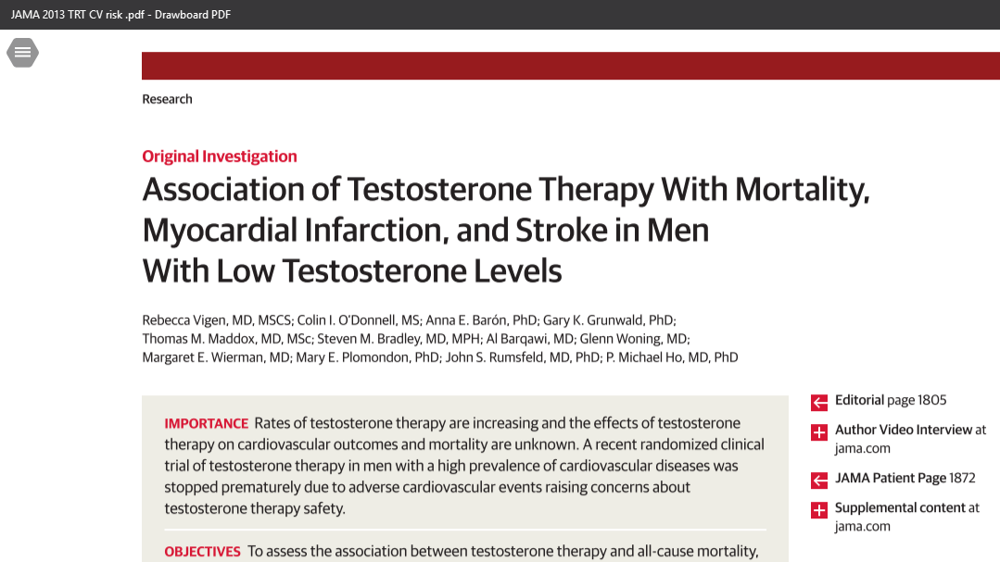 JAMA 2013 TRT CV risk .pdf - Drawboard PDF
Research
Original Investigation
Association of Testosterone Therapy With Mortality,
Myocardial Infarction, and Stroke in Men
With Low Testosterone Levels
Rebecca Vigen, MD, MSCS; Colin I. O'Donnell, MS; Anna E. Barón, PhD; Gary K. Grunwald, PhD;
Thomas M. Maddox, MD, MSc; Steven M. Bradley, MD, MPH; Al Barqawi, MD; Glenn Woning, MD;
Margaret E. Wierman, MD; Mary E. Plomondon, PhD; John S. Rumsfeld, MD, PhD; P. Michael Ho, MD, PhD
IMPORTANCE Rates of testosterone therapy are increasing and the effects of testosterone
therapy on cardiovascular outcomes and mortality are unknown. A recent randomized clinical
trial of testosterone therapy in men with a high prevalence of cardiovascular diseases was
stopped prematurely due to adverse cardiovascular events raising concerns about
testosterone therapy safety.
OBJECTIVES To assess the association between testosterone therapy and all-cause mortality,
Editorial page 1805
Author Video Interview at
jama.com
JAMA Patient Page 1872
Supplemental content at
jama.com